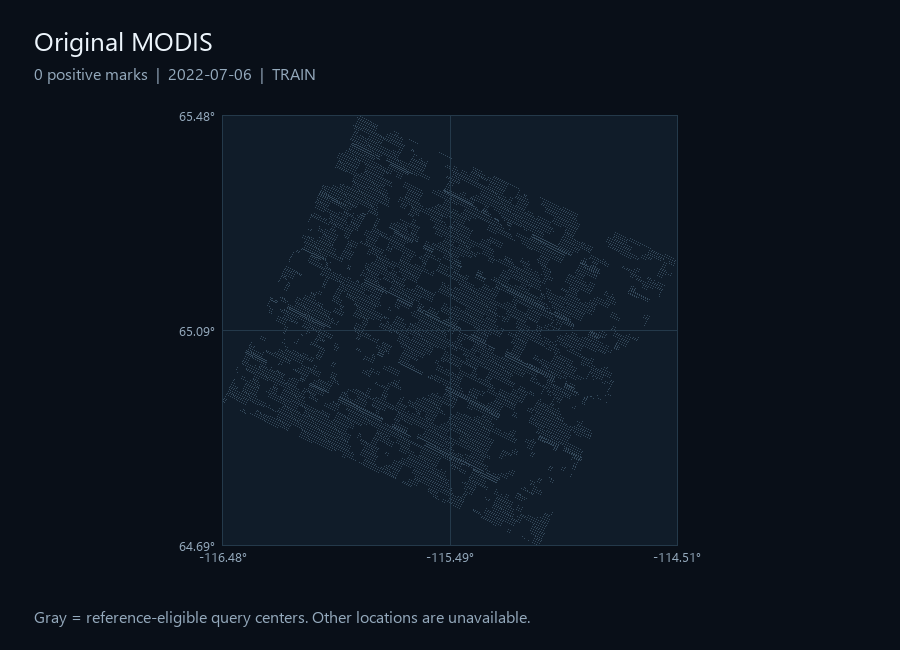 Original MODIS
0 positive marks | 2022-07-06 | TRAIN
65.48°
65.09°
64.69°
-116.48°
-115.49°
-114.51°
Gray = reference-eligible query centers. Other locations are unavailable.